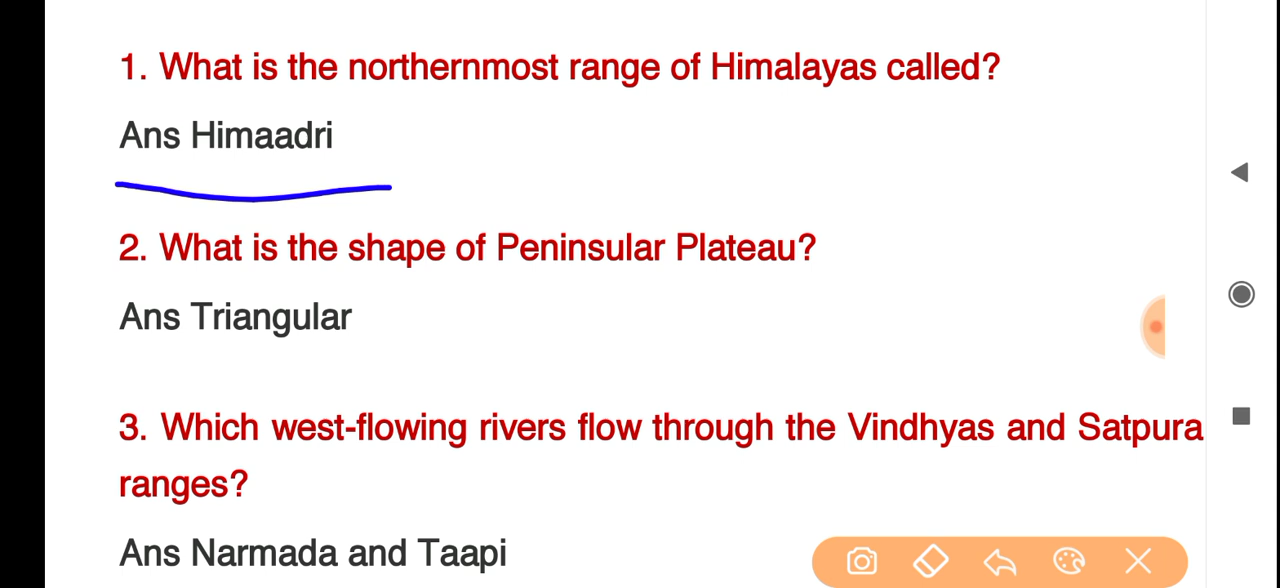 1. What is the northernmost range of Himalayas called?
Ans Himaadri
2. What is the shape of Peninsular Plateau?
Ans Triangular
3. Which west-flowing rivers flow through the Vindhyas and Satpura
ranges?
Ans Narmada and Taapi